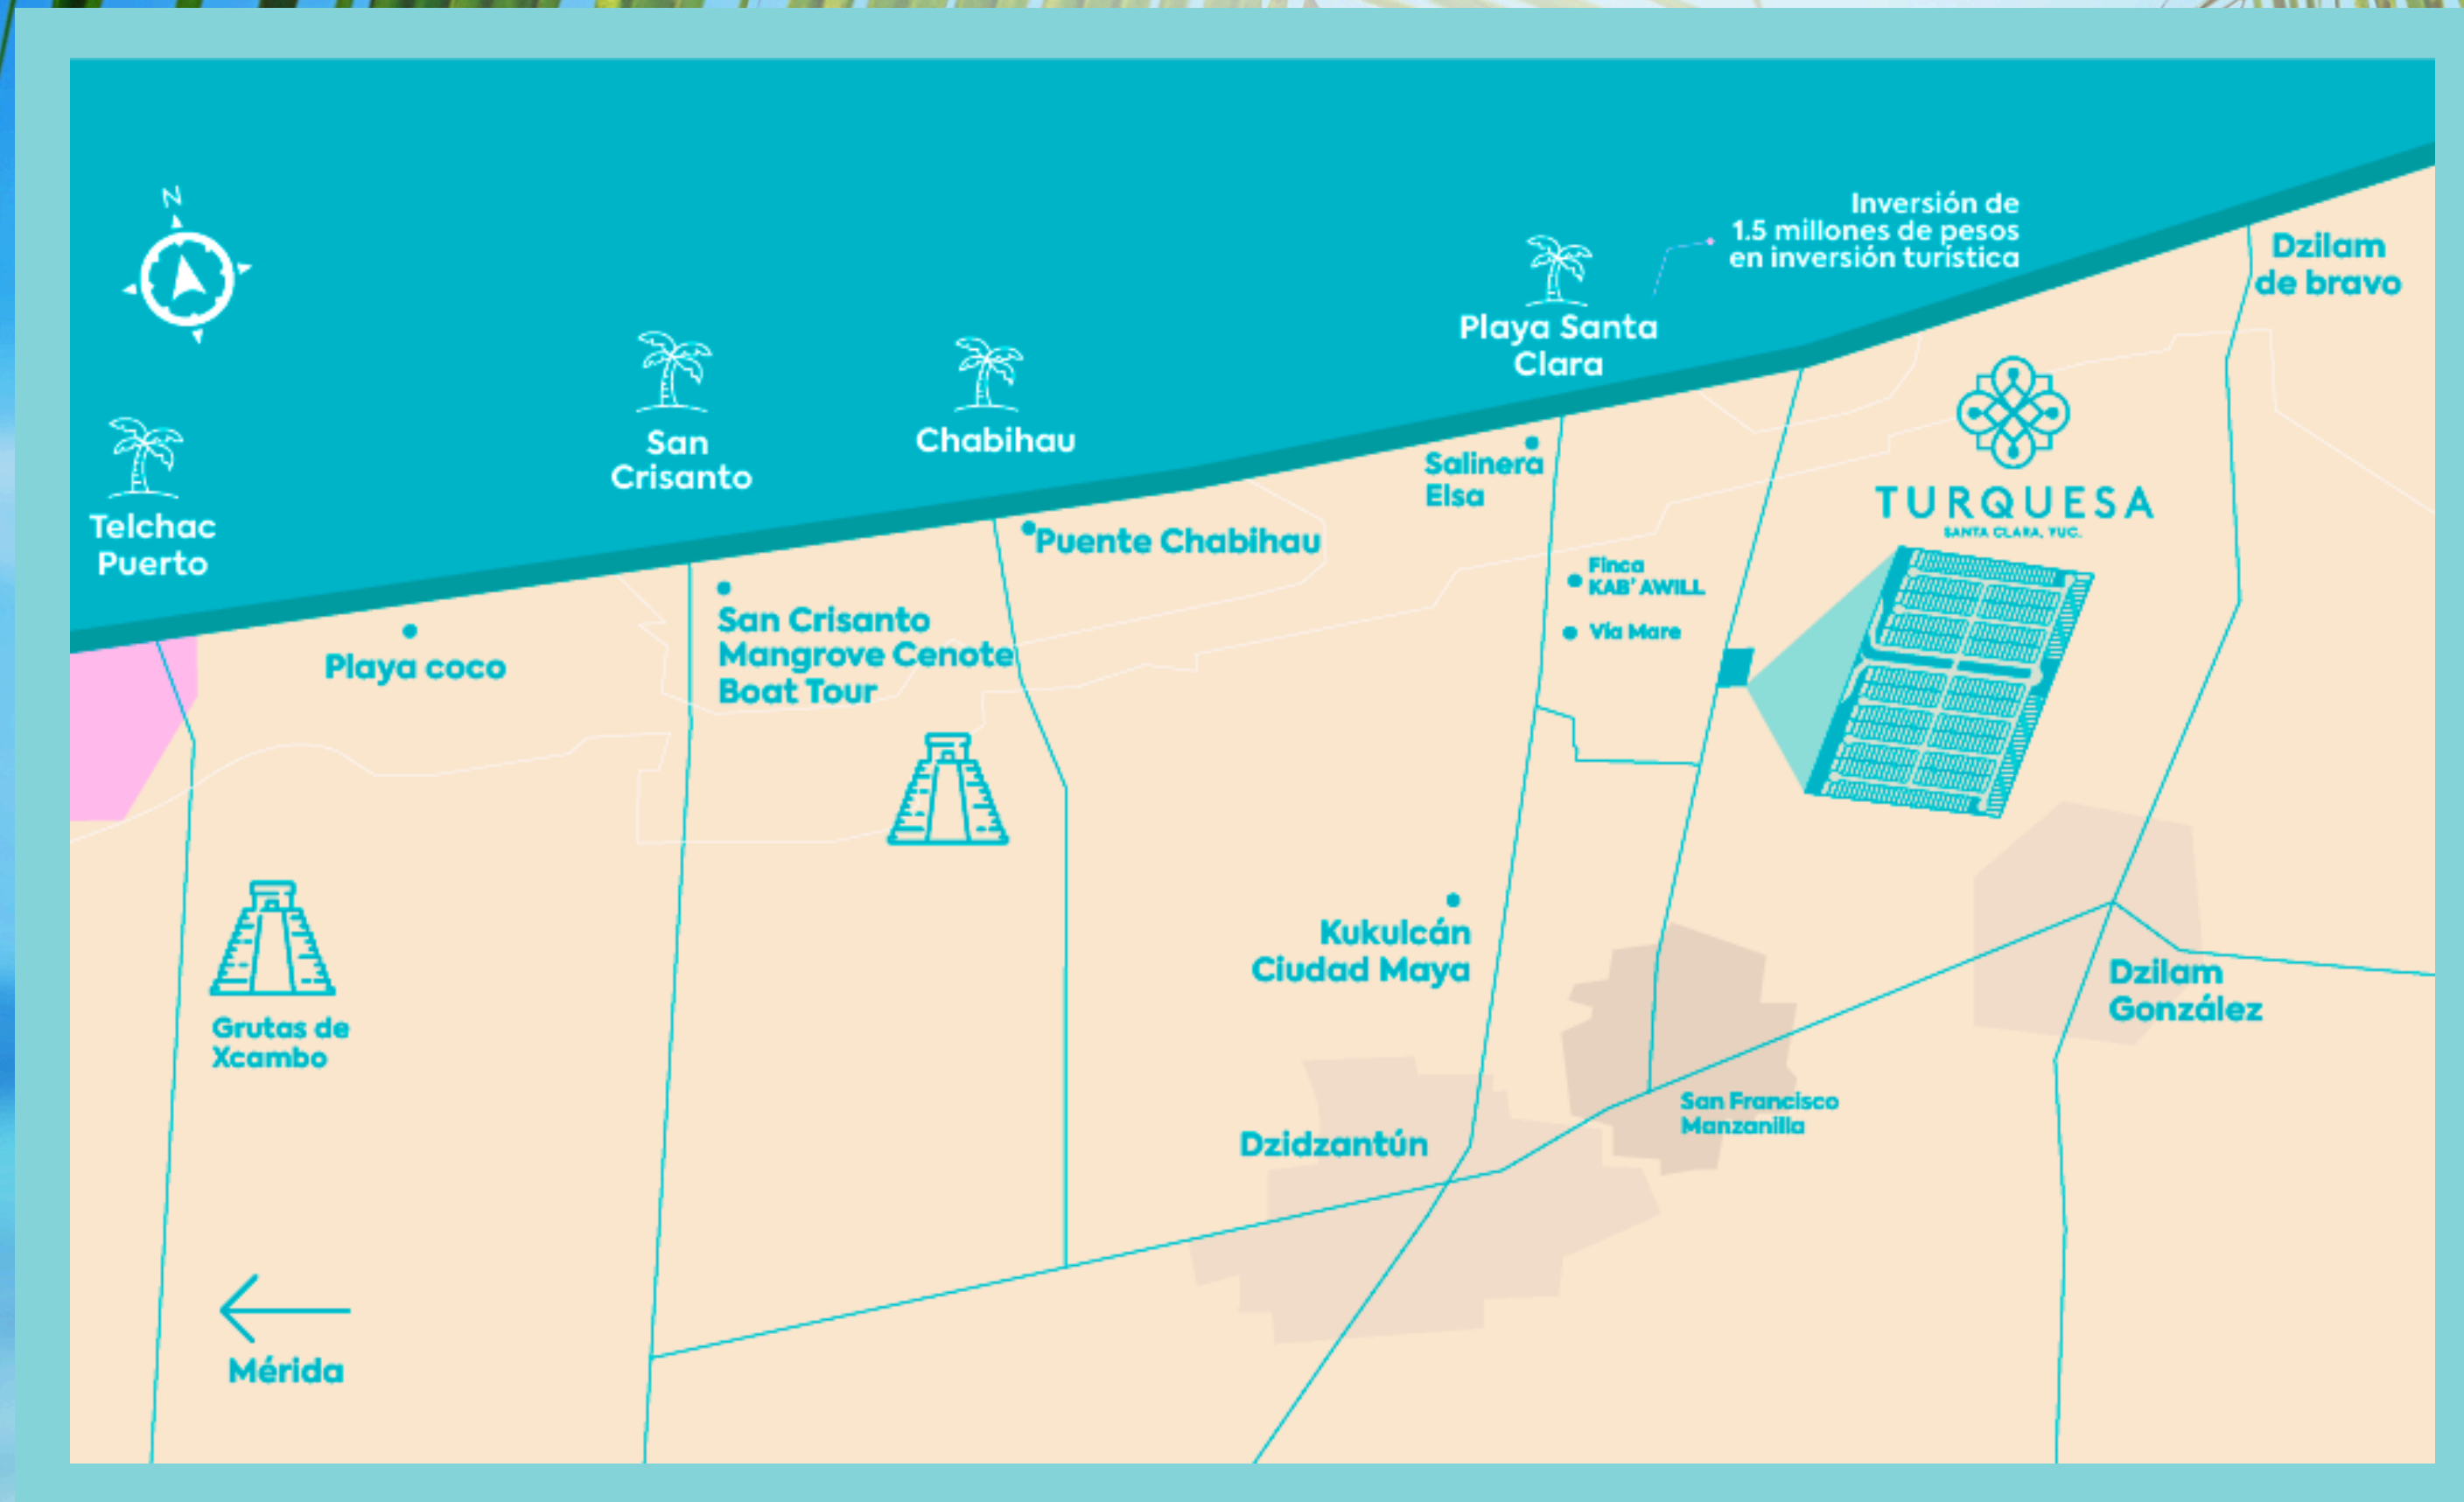 N
Inversión de
1.5 millones de pesos
en inversión turística
Dzilam
de bravo
Playa Santa
Clara
San
Crisanto
Chabihau
Telchac
Puerto
Salinera
Elsa
TURQUESA
SANTA CLARA, YUC.
Puente Chabihau
Finca
KAB' AWILL
Vía Mare
San Crisanto
Mangrove Cenote
Boat Tour
Playa coco
Kukulcán
Ciudad Maya
Dzilam
González
Grutas de
Xcambo
San Francisco
Manzanilla
Dzidzantún
Mérida